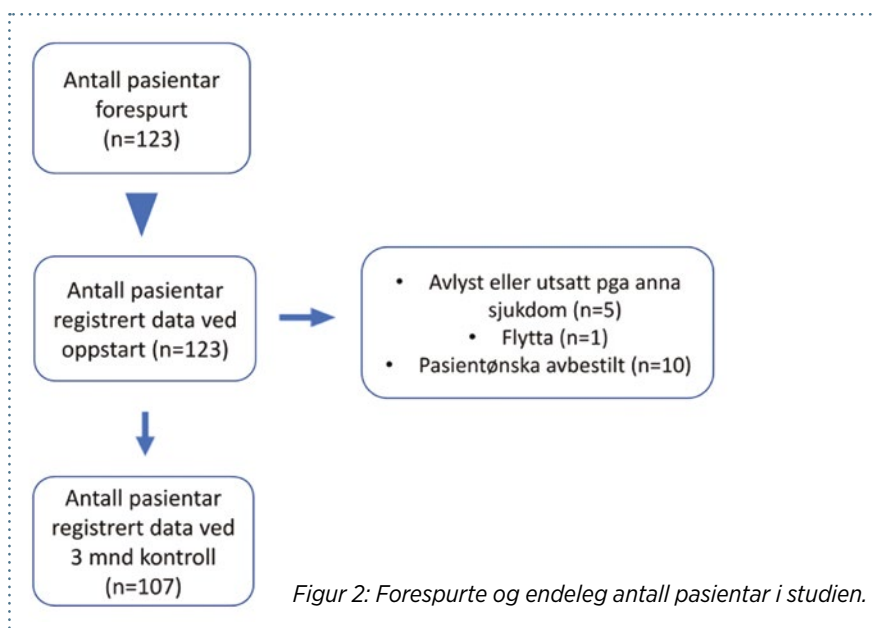 Antall pasientar
forespurt
(n=123)
Antall pasientar
registrert data ved
oppstart (n=123)
• Avlyst eller utsatt pga anna
sjukdom (n=5)
• Flytta (n=1)
• Pasientønska avbestilt (n=10)
Antall pasientar
registrert data ved
3 mnd kontroll
(n=107)
Figur 2: Forespurte og endeleg antall pasientar i studien.